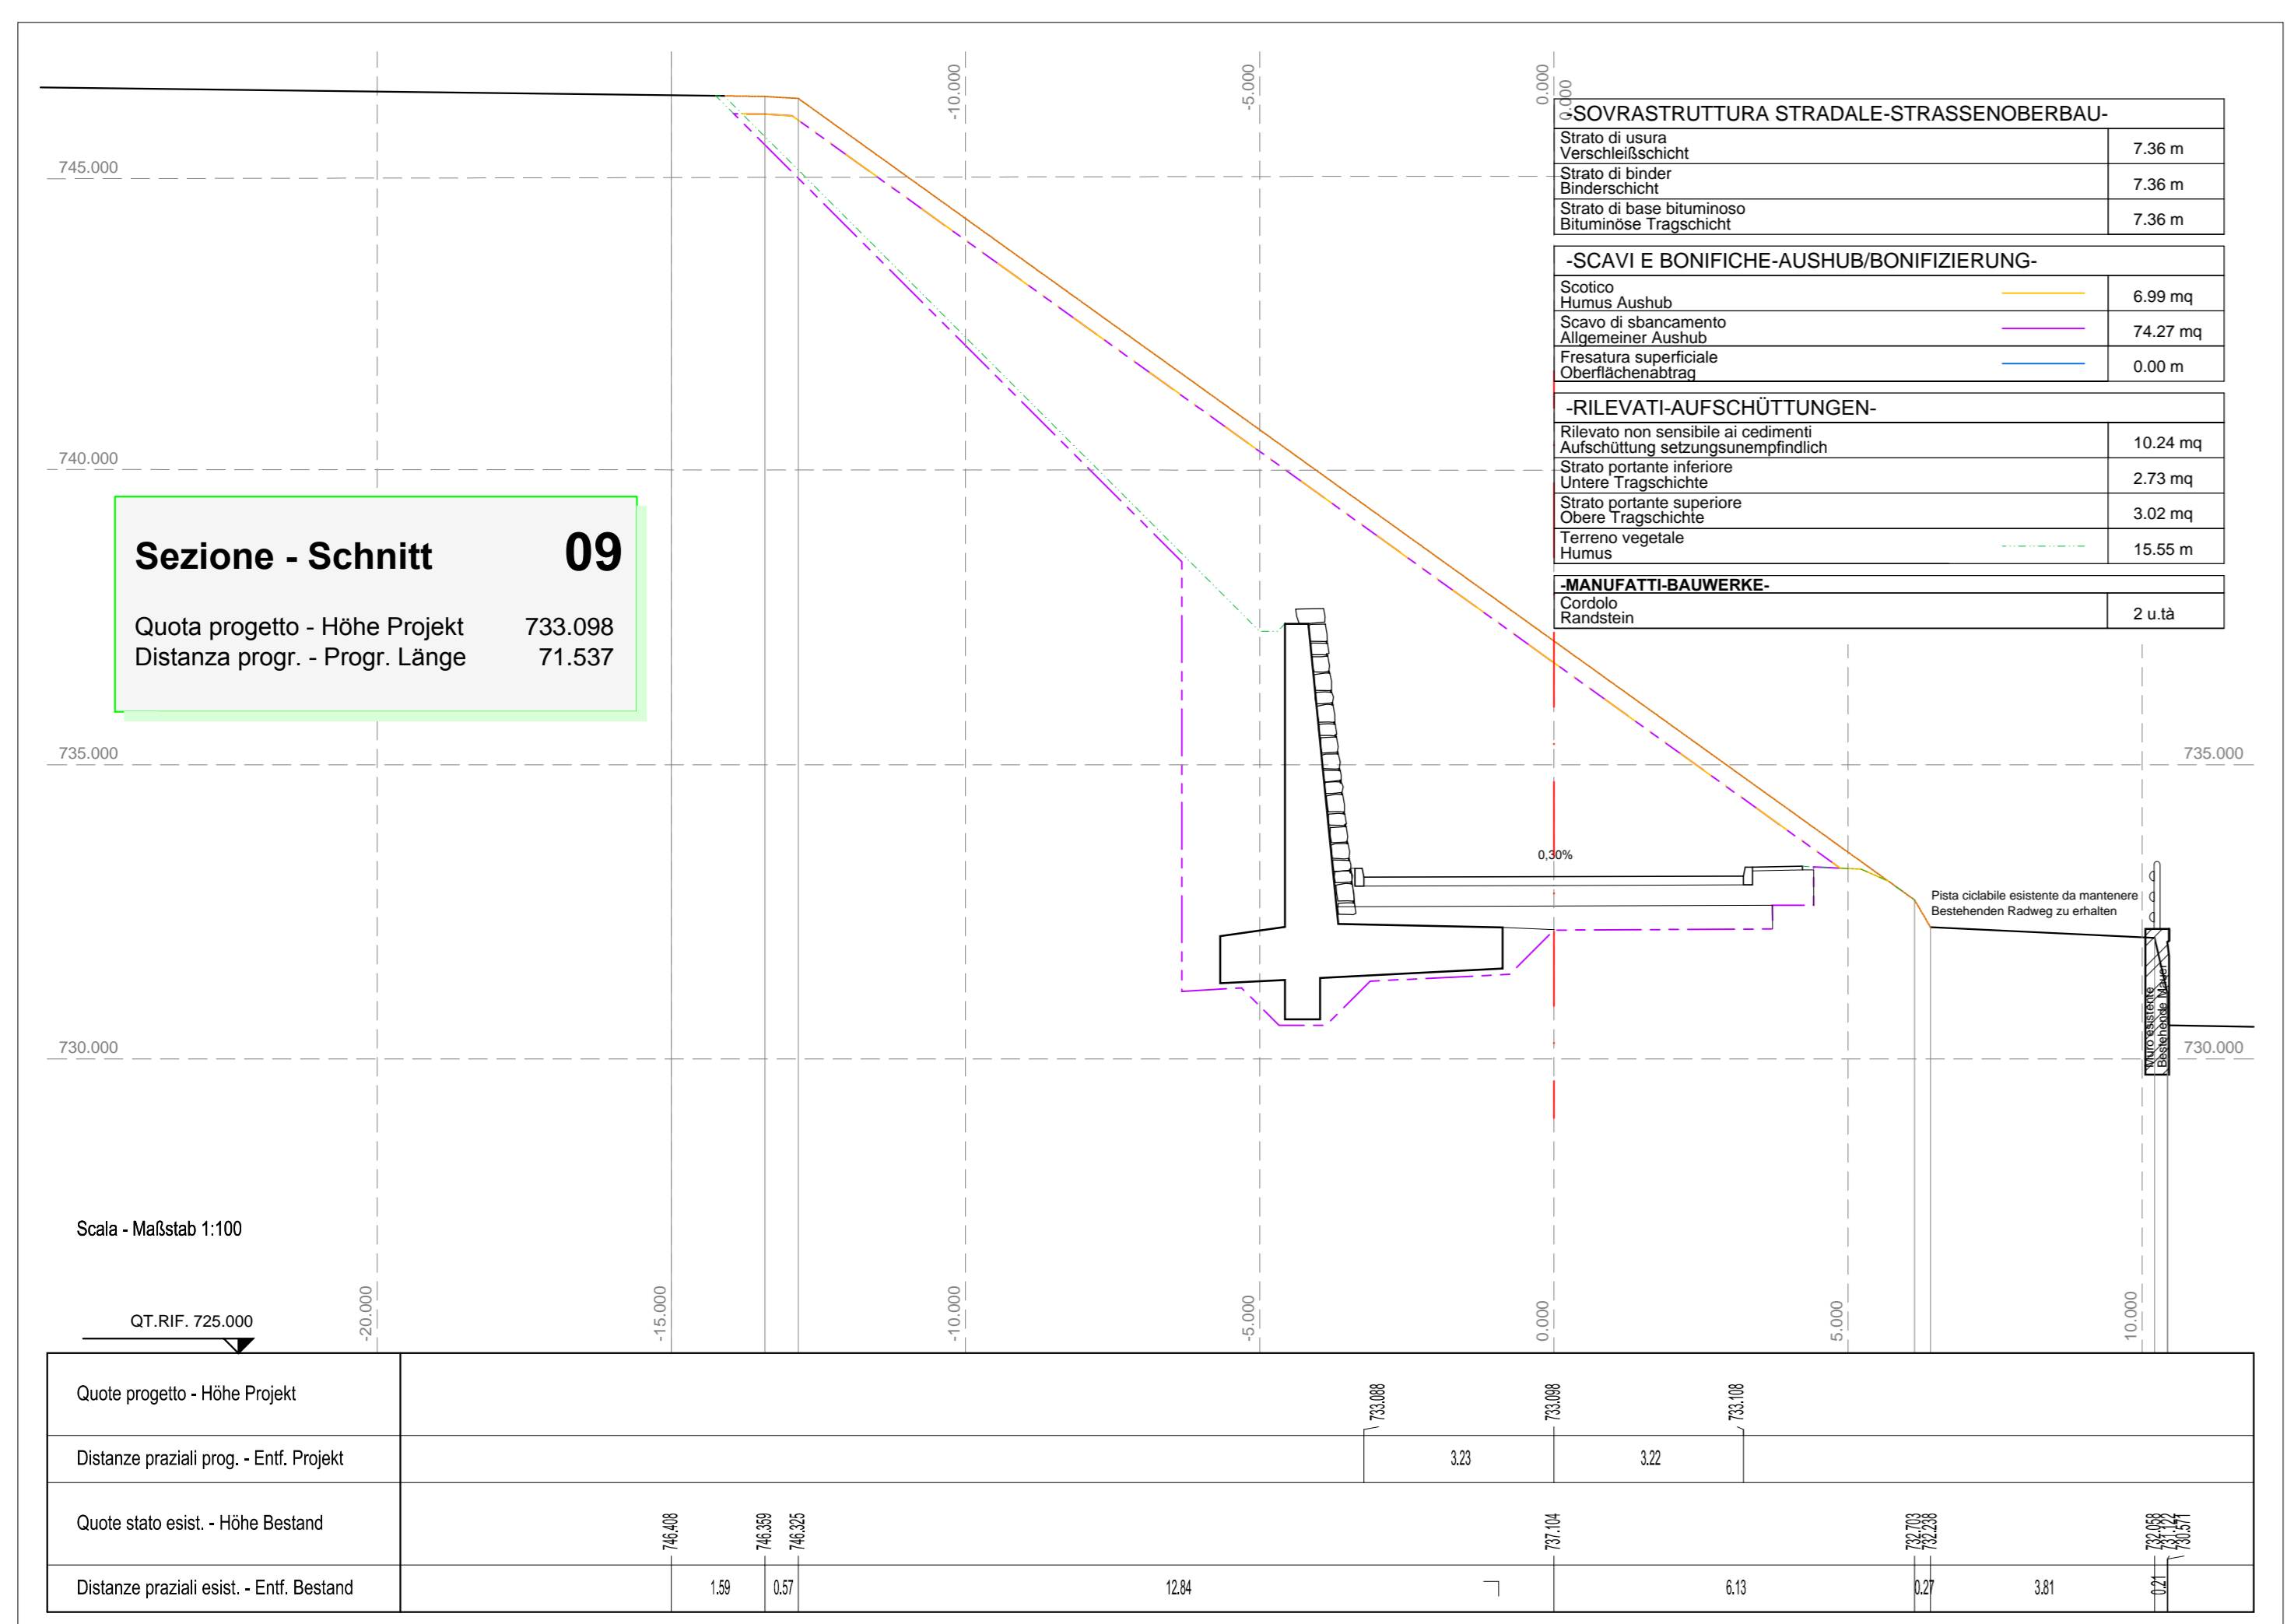 -10.000
-5.000
0.000
0.000
745.000
740.000
735.000
735.000
730.000
730.000
-SOVRASTRUTTURA STRADALE-STRASSENOBERBAU-
Strato di usura
Verschleißschicht
7.36 m
Strato di binder
Binderschicht
7.36 m
Strato di base bituminoso
Bituminöse Tragschicht
7.36 m
-SCAVI E BONIFICHE-AUSHUB/BONIFIZIERUNG-
Scotico
Humus Aushub
6.99 mq
Scavo di sbancamento
Allgemeiner Aushub
74.27 mq
Fresatura superficiale
Oberflächenabtrag
0.00 m
-RILEVATI-AUFSCHÜTTUNGEN-
Rilevato non sensibile ai cedimenti
Aufschüttung setzungsunempfindlich
10.24 mq
Strato portante inferiore
Untere Tragschichte
2.73 mq
Strato portante superiore
Obere Tragschichte
3.02 mq
Terreno vegetale
Humus
15.55 m
-MANUFATTI-BAUWERKE-
Cordolo
Randstein
2 u.tà
Sezione - Schnitt 09
Quota progetto - Höhe Projekt 733.098
Distanza progr. - Progr. Länge 71.537
0,30%
Pista ciclabile esistente da mantenere
Bestehenden Radweg zu erhalten
Muro esistente
Bestehende Mauer
Scala - Maßstab 1:100
QT.RIF. 725.000
-20.000
-15.000
-10.000
-5.000
0.000
5.000
10.000
Quote progetto - Höhe Projekt
733.088
733.098
733.108
Distanze praziali prog. - Entf. Projekt
3.23
3.22
Quote stato esist. - Höhe Bestand
746.408
746.359
746.325
737.104
732.703
732.238
732.058
731.122
730.571
Distanze praziali esist. - Entf. Bestand
1.59
0.57
12.84
6.13
0.27
3.81
0.21